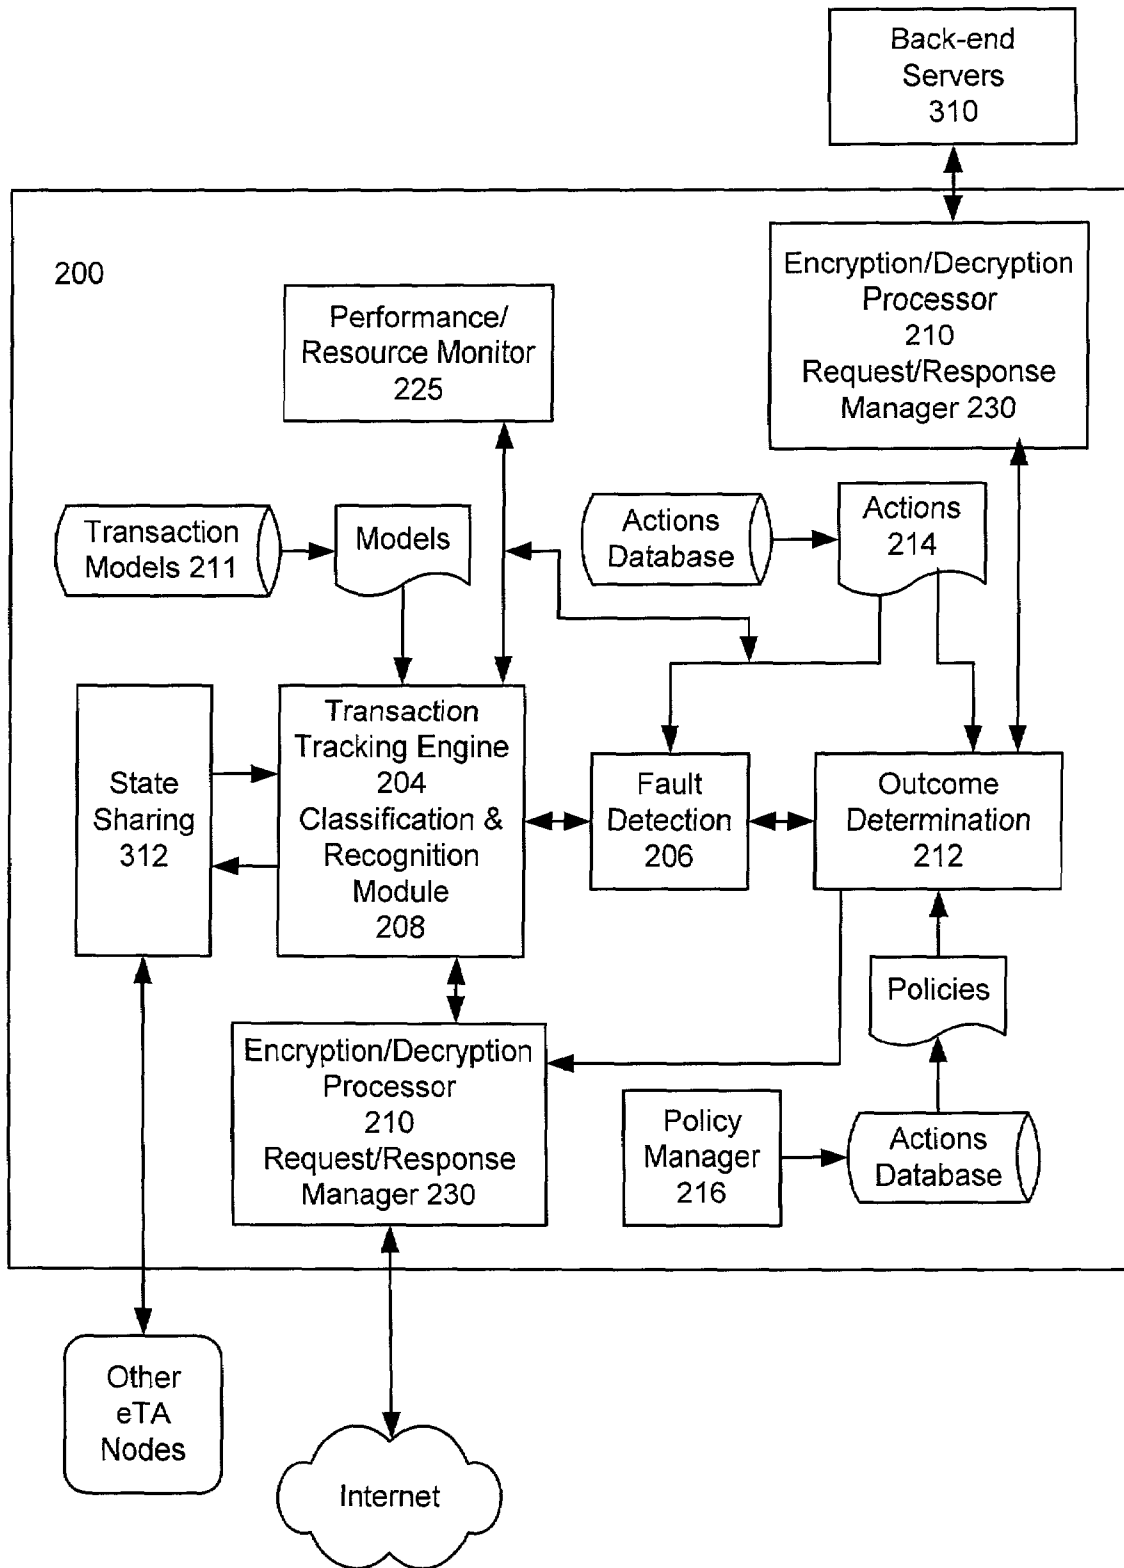 Back-end
Servers
310
200
Encryption/Decryption
Processor
210
Request/Response
Manager 230
Performance/
Resource Monitor
225
Transaction
Models 211
Models
Actions
Database
Actions
214
State
Sharing
312
Transaction
Tracking Engine
204
Classification &
Recognition
Module
208
Fault
Detection
206
Outcome
Determination
212
Policies
Encryption/Decryption
Processor
210
Request/Response
Manager 230
Policy
Manager
216
Actions
Database
Other
eTA
Nodes
Internet